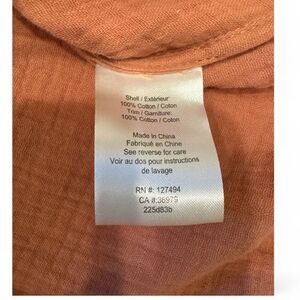 Shell / Extérieur:
100% Cotton / Coton
Trim / Garniture:
100% Cotton / Coton
Made in China
Fabriqué en Chine
See reverse for care
Voir au dos pour instructions
de lavage
RN #: 127494
CA #:36975
225d83b